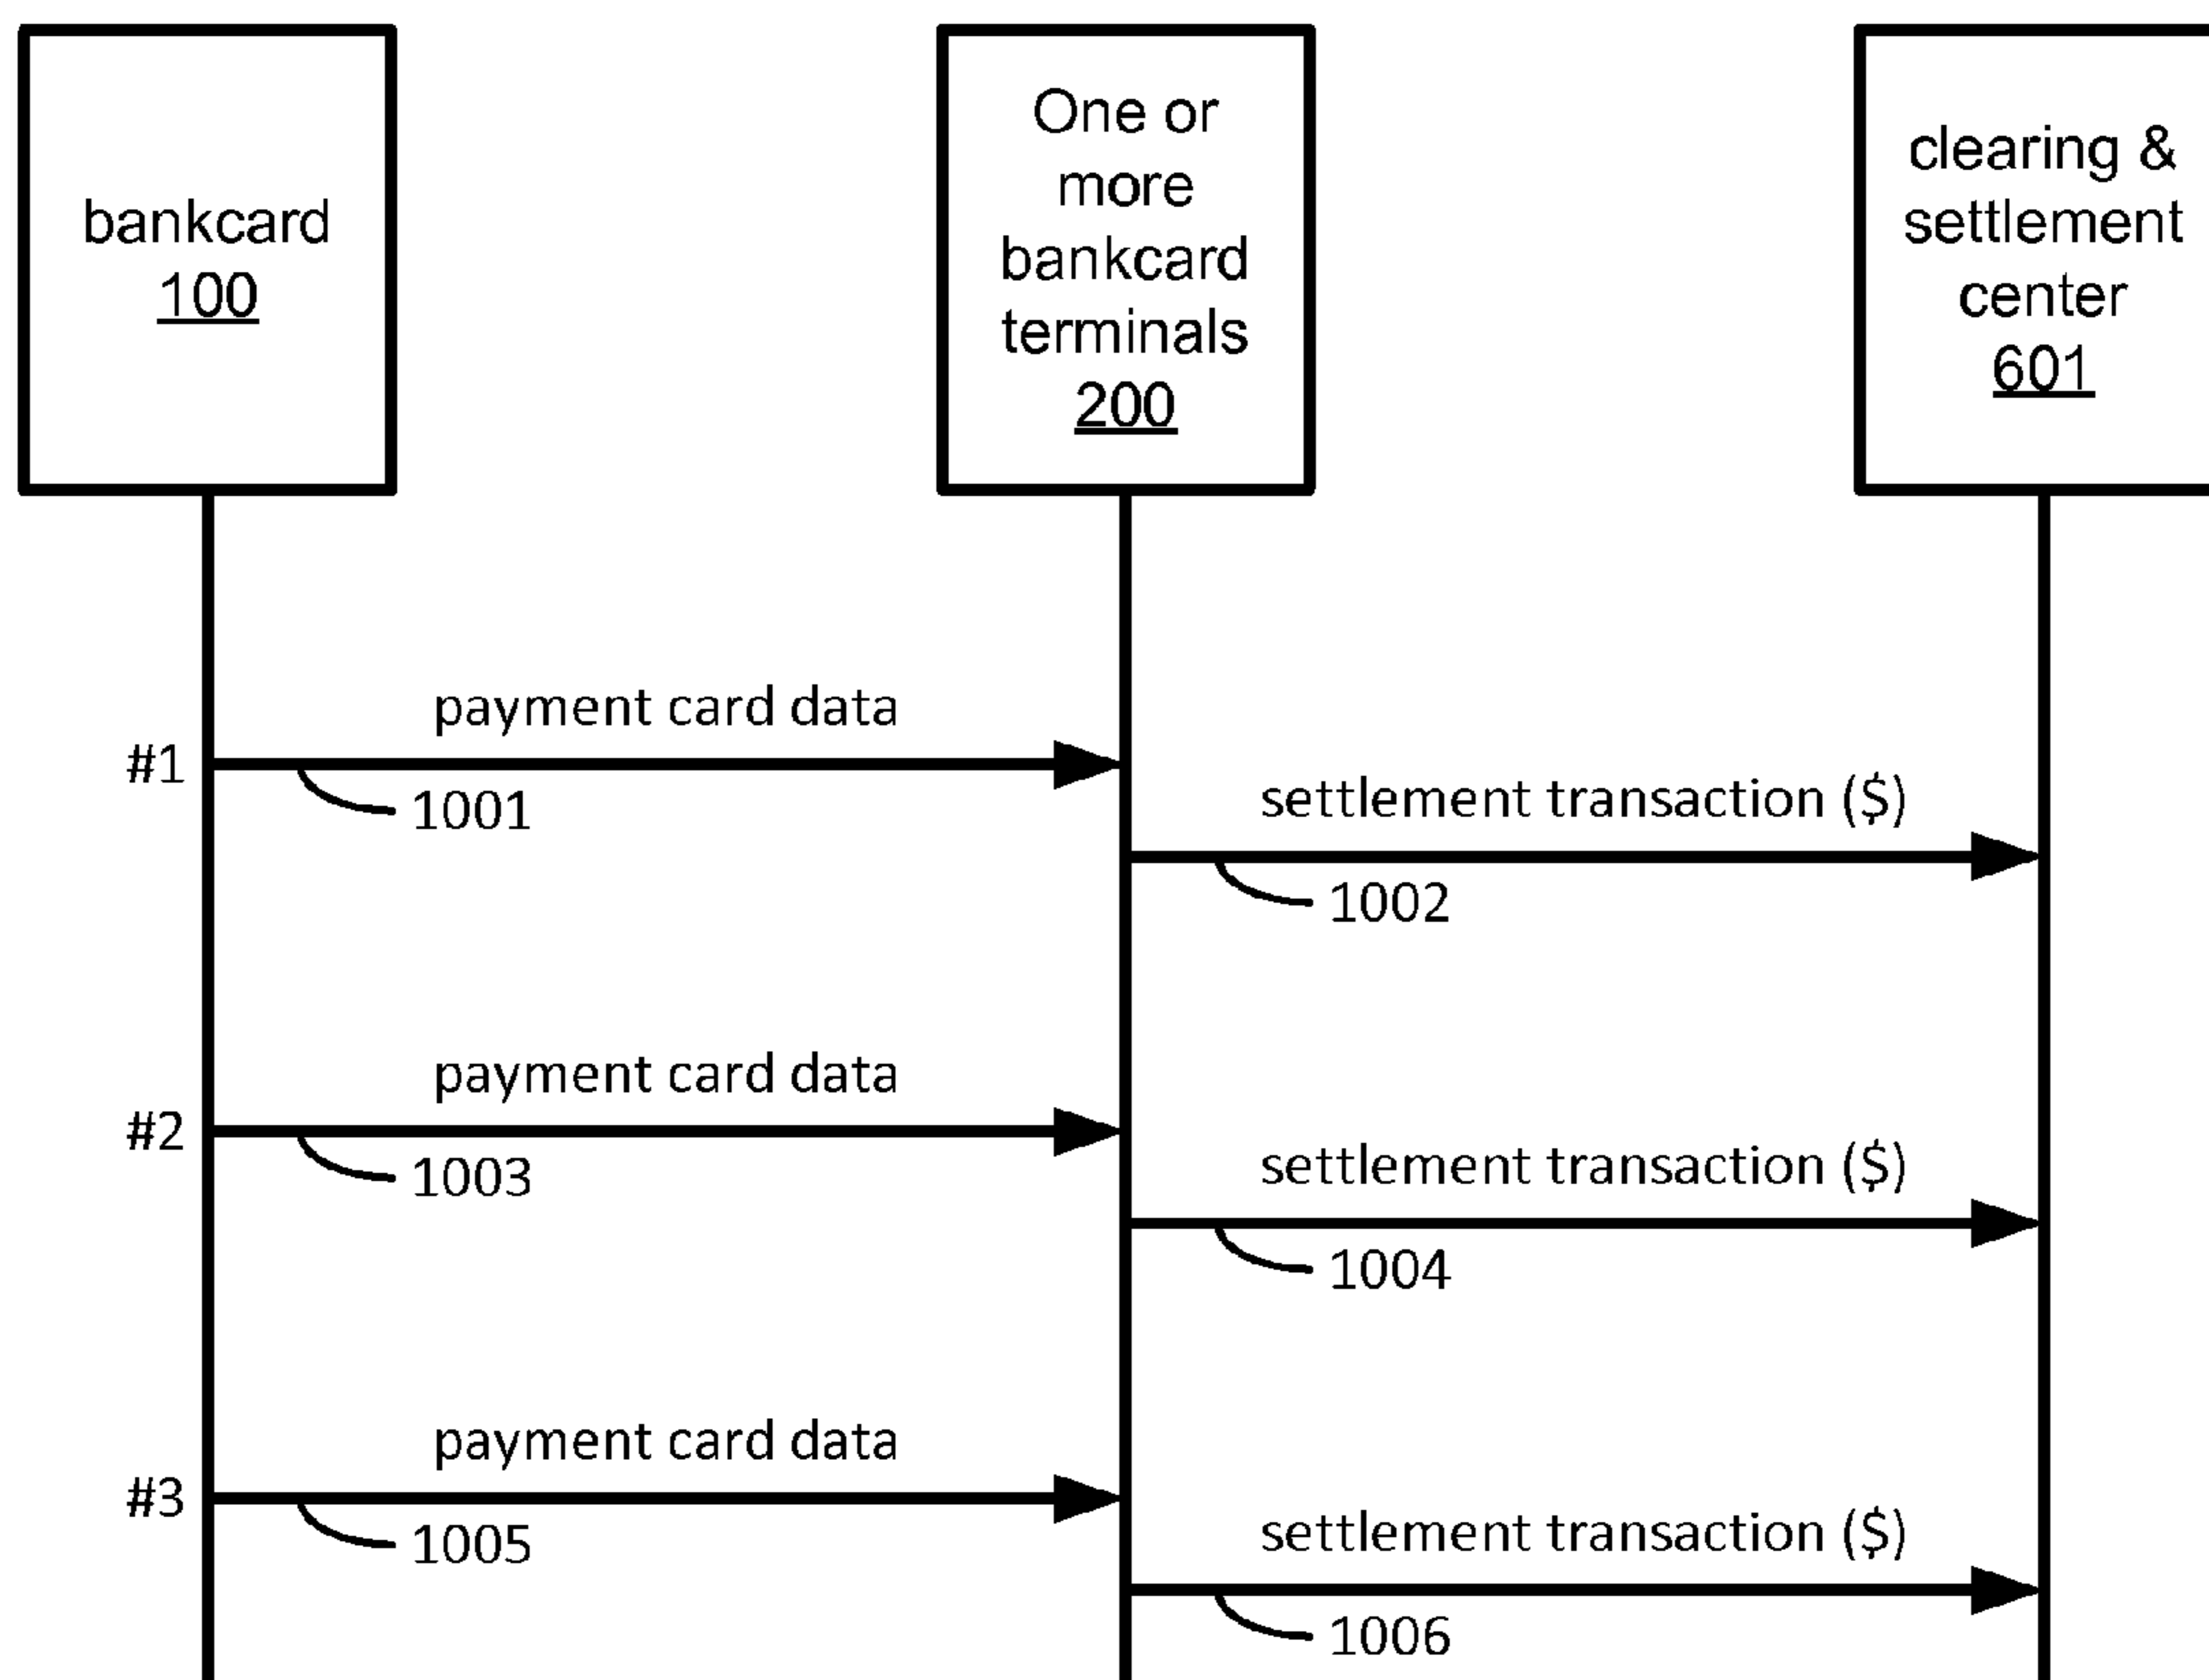 bankcard
100
One or
more
bankcard
terminals
200
clearing &
settlement
center
601
payment card data
#1
1001
settlement transaction ($)
1002
payment card data
#2
1003
settlement transaction ($)
1004
payment card data
#3
1005
settlement transaction ($)
1006